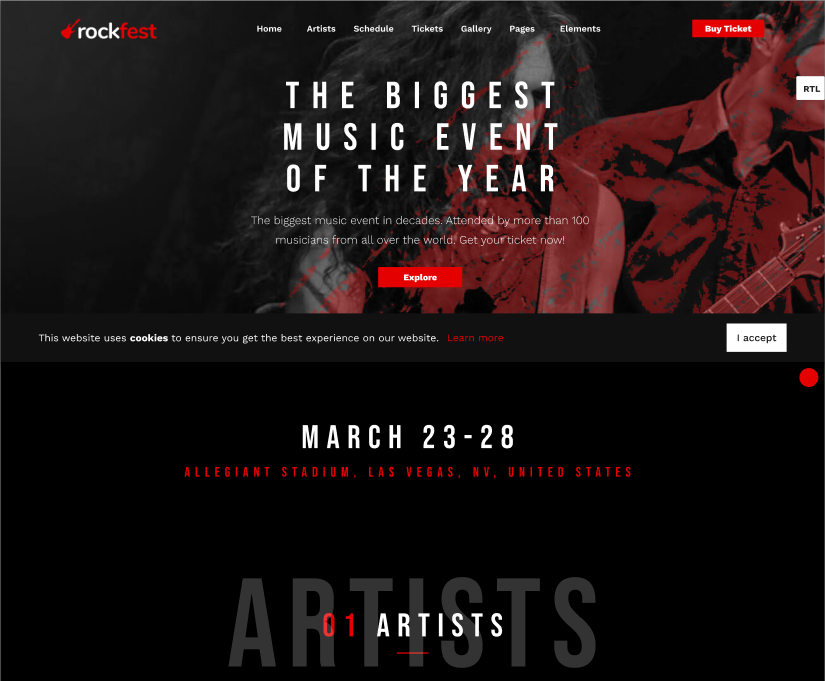 rockfest
Home Artists Schedule Tickets Gallery Pages Elements
Buy Ticket
RTL
THE BIGGEST
MUSIC EVENT
OF THE YEAR
The biggest music event in decades. Attended by more than 100
musicians from all over the world. Get your ticket now!
Explore
This website uses cookies to ensure you get the best experience on our website. Learn more
I accept
MARCH 23-28
ALLEGIANT STADIUM, LAS VEGAS, NV, UNITED STATES
ARTISTS
01 ARTISTS